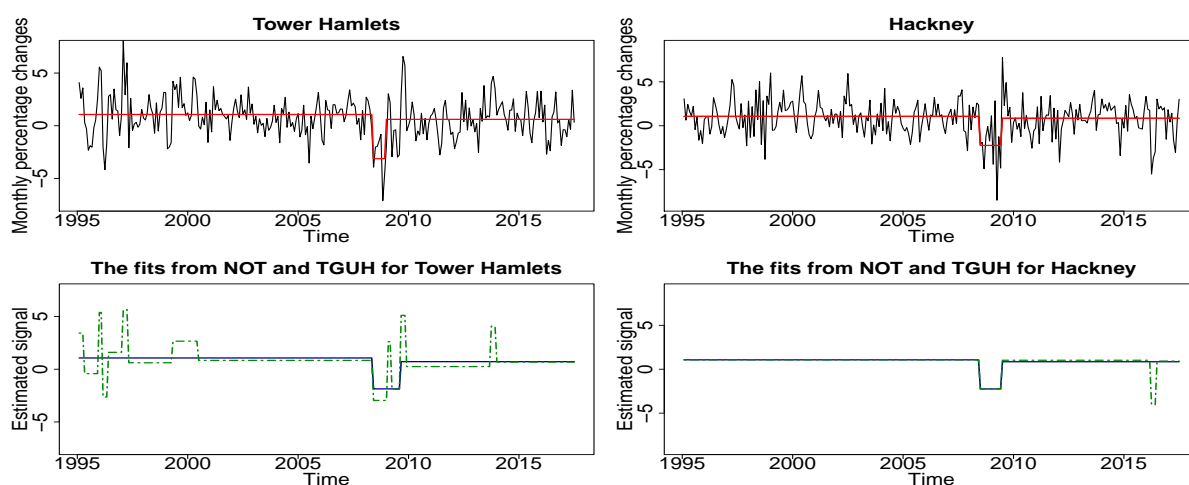 Tower Hamlets
Monthly percentage changes
5
0
−5
1995 2000 2005 2010 2015
Time
Hackney
Monthly percentage changes
5
0
−5
1995 2000 2005 2010 2015
Time
The fits from NOT and TGUH for Tower Hamlets
Estimated signal
5
0
−5
1995 2000 2005 2010 2015
Time
The fits from NOT and TGUH for Hackney
Estimated signal
5
0
−5
1995 2000 2005 2010 2015
Time